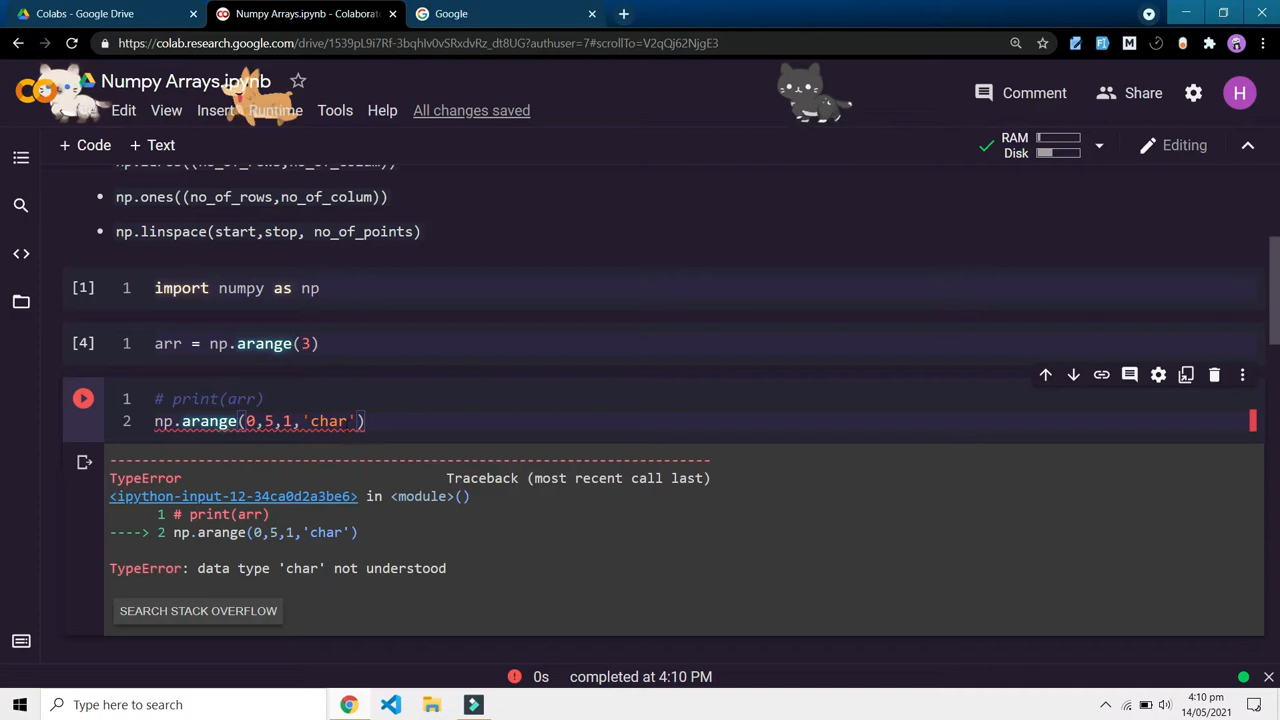 Colabs - Google Drive
Numpy Arrays.ipynb - Colaborat
Google
https://colab.research.google.com/drive/1539pL9i7Rf-3bqhIv0vSRxdvRz_dt8UG?authuser=7#scrollTo=V2qQj62NjgE3
Numpy Arrays.ipynb
Edit View Insert Runtime Tools Help All changes saved
Comment Share H
+ Code + Text
RAM
Disk
Editing
np.ones((no_of_rows,no_of_colum))
np.linspace(start,stop, no_of_points)
[1] 1 import numpy as np
[4] 1 arr = np.arange(3)
1 # print(arr)
2 np.arange(0,5,1,'char')
---------------------------------------------------------------------------
TypeError Traceback (most recent call last)
<ipython-input-12-34ca0d2a3be6> in <module>()
1 # print(arr)
----> 2 np.arange(0,5,1,'char')
TypeError: data type 'char' not understood
SEARCH STACK OVERFLOW
0s completed at 4:10 PM
Type here to search
4:10 pm
14/05/2021